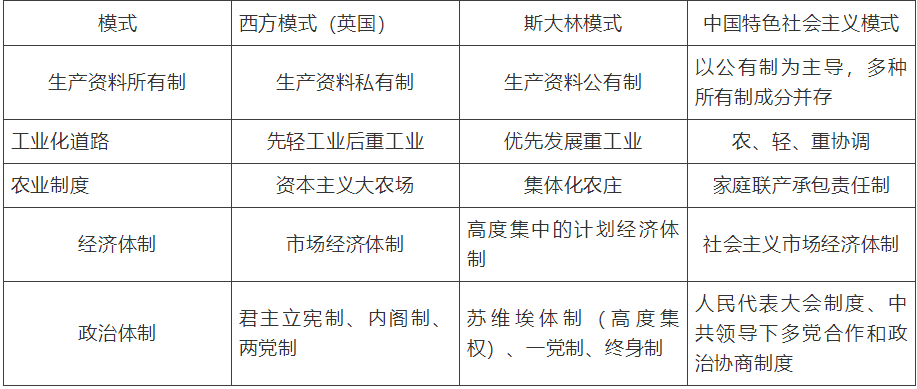 模式 西方模式（英国） 斯大林模式 中国特色社会主义模式
生产资料所有制 生产资料私有制 生产资料公有制 以公有制为主导，多种
所有制成分并存
工业化道路 先轻工业后重工业 优先发展重工业 农、轻、重协调
农业制度 资本主义大农场 集体化农庄 家庭联产承包责任制
经济体制 市场经济体制 高度集中的计划经济体
制 社会主义市场经济体制
政治体制 君主立宪制、内阁制、
两党制 苏维埃体制（高度集
权）、一党制、终身制 人民代表大会制度、中
共领导下多党合作和政
治协商制度